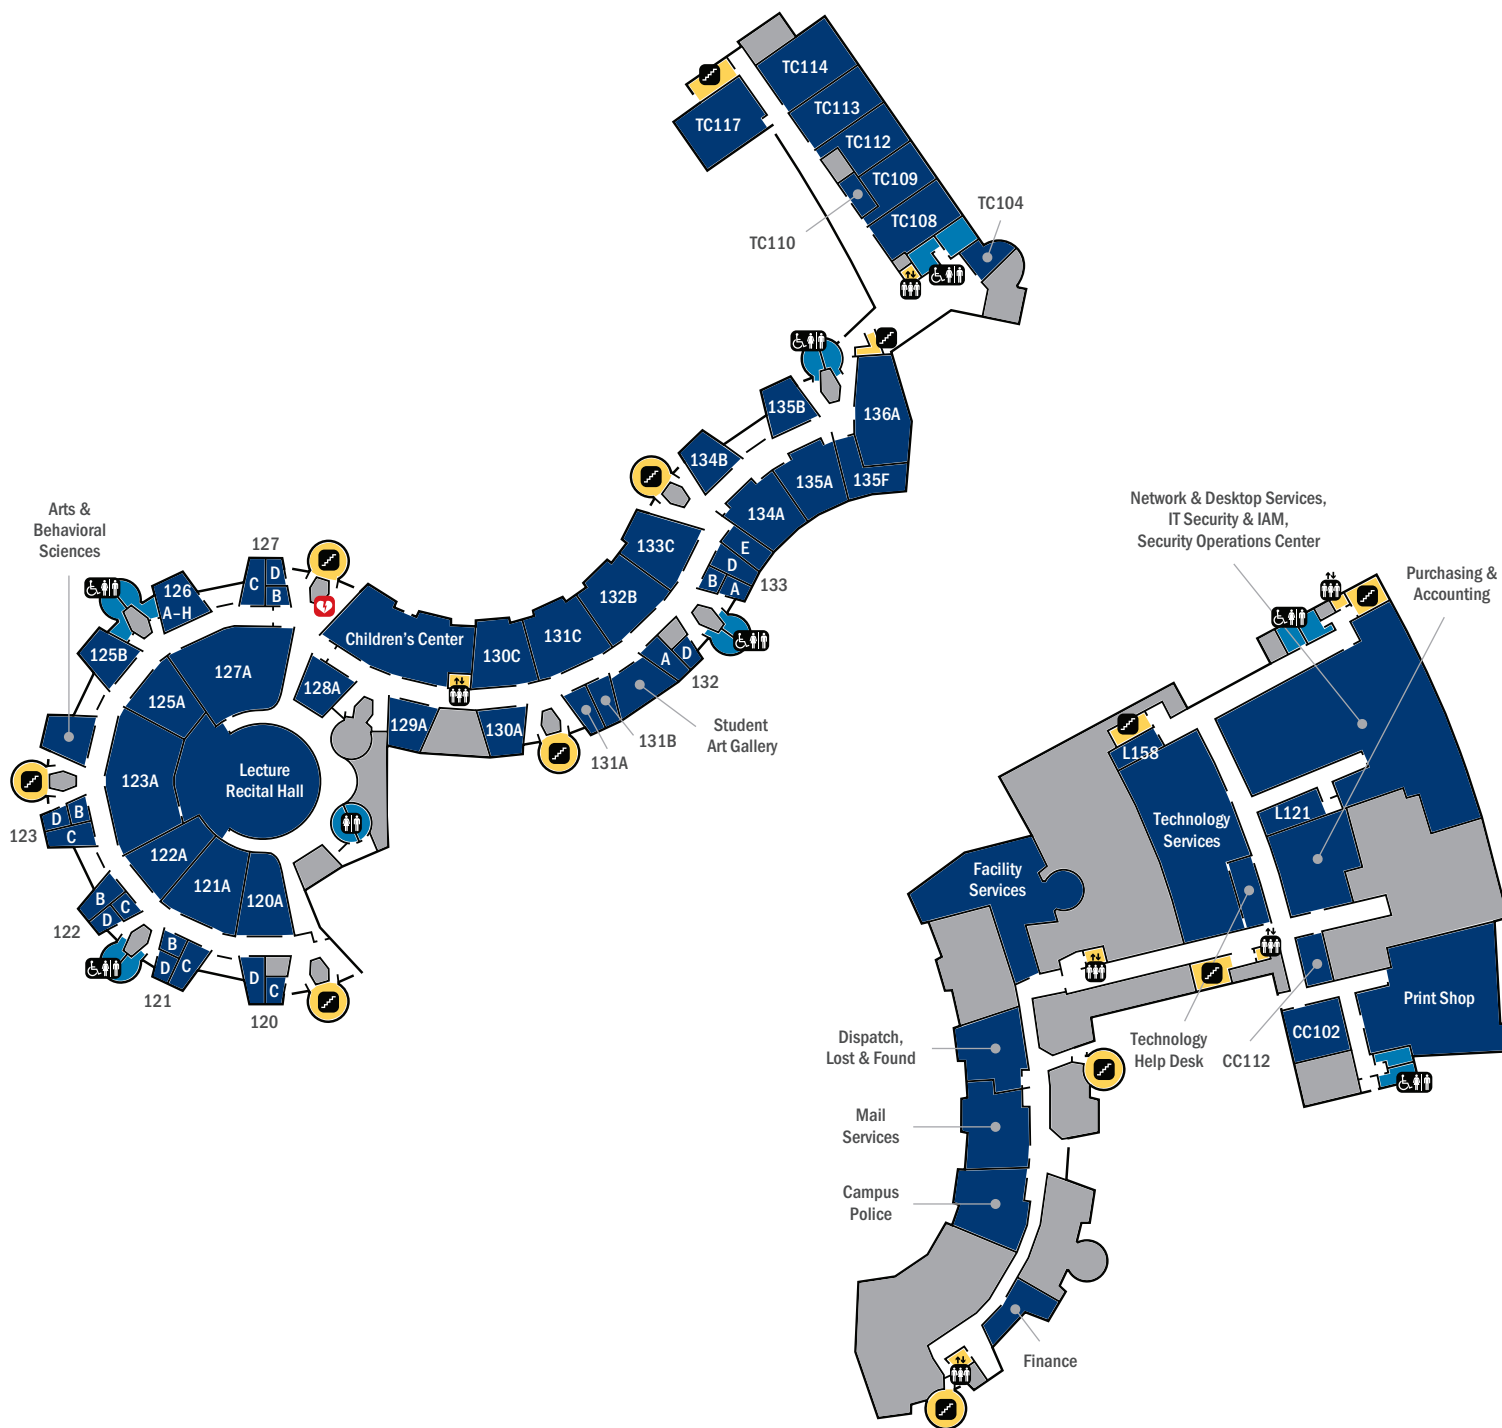 TC114
TC113
TC117
TC112
TC109
TC108
TC104
TC110
135B
136A
134B
135A
135F
134A
133C
E
D
B
A
133
132B
131C
130C
Children's Center
A
D
132
Student
Art Gallery
131B
131A
130A
129A
128A
Arts &
Behavioral
Sciences
127
C
D
B
126
A–H
125B
127A
125A
123A
Lecture
Recital Hall
D
B
C
123
122A
121A
120A
B
C
D
122
B
D
C
121
D
C
120
Network & Desktop Services,
IT Security & IAM,
Security Operations Center
Purchasing &
Accounting
L158
Technology
Services
L121
Facility
Services
Print Shop
CC102
Technology
Help Desk
CC112
Dispatch,
Lost & Found
Mail
Services
Campus
Police
Finance